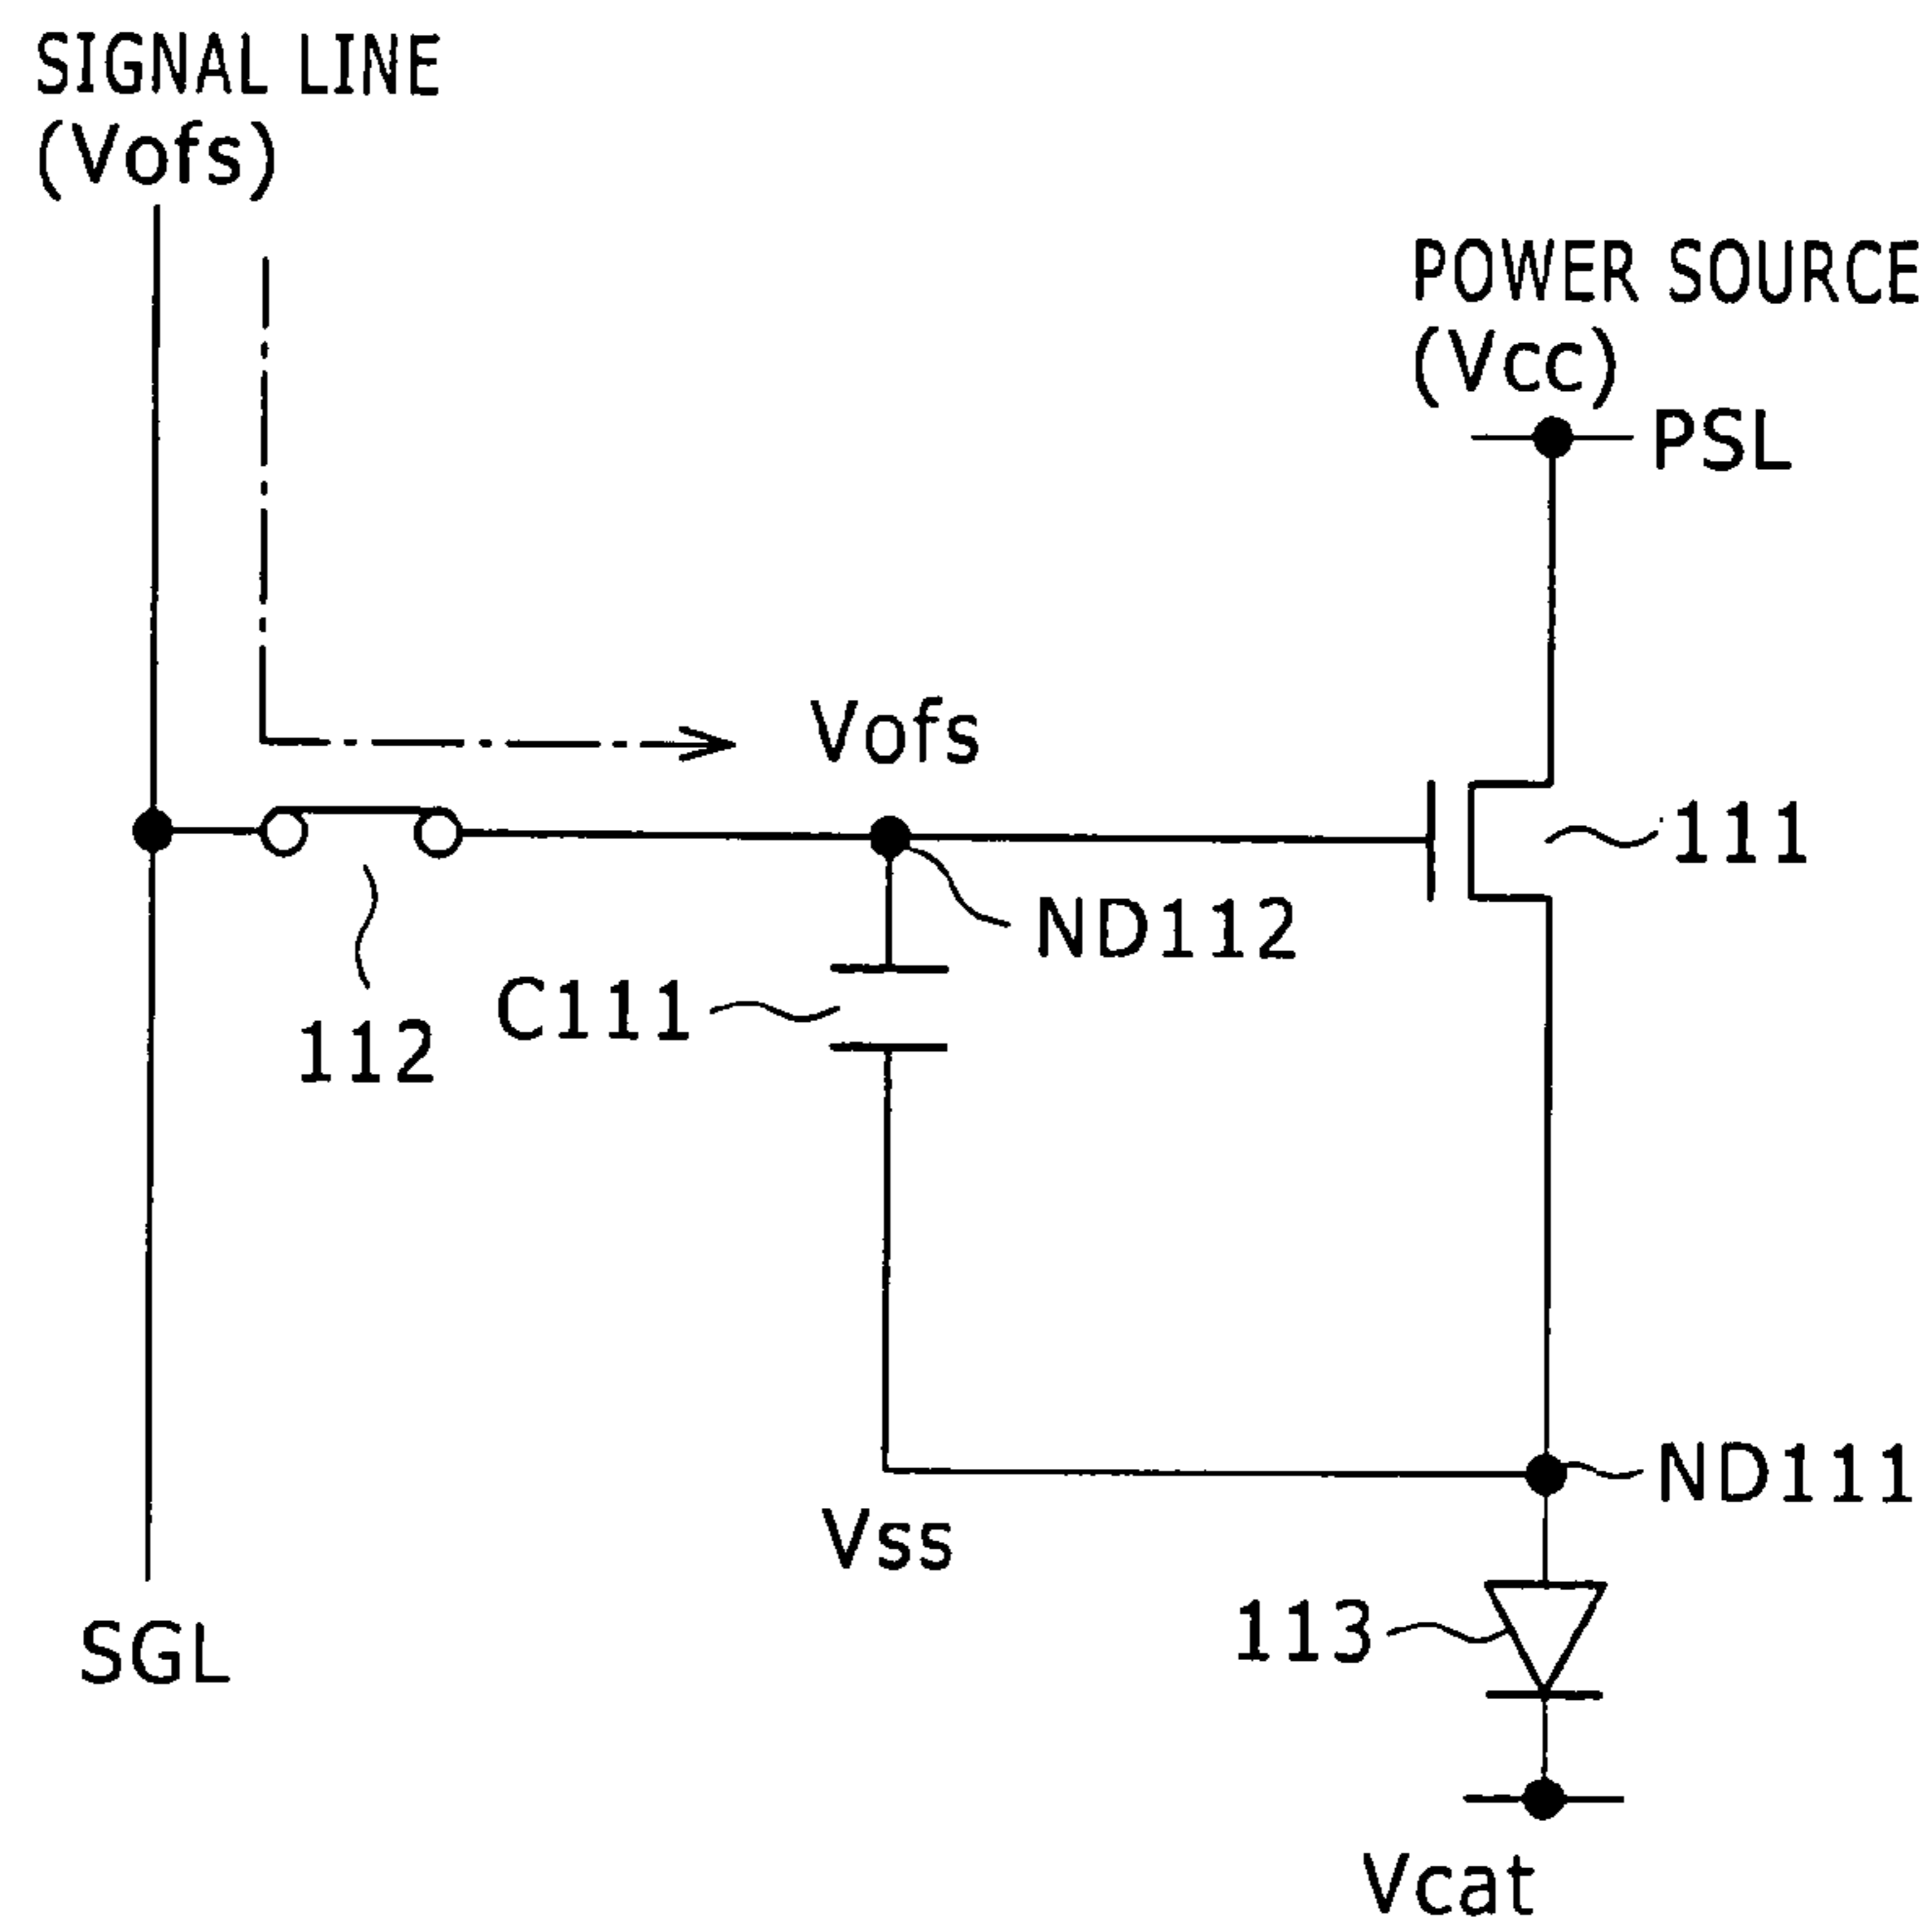 SIGNAL LINE
(Vofs)
POWER SOURCE
(Vcc)
PSL
Vofs
111
ND112
C111
112
ND111
Vss
113
SGL
Vcat